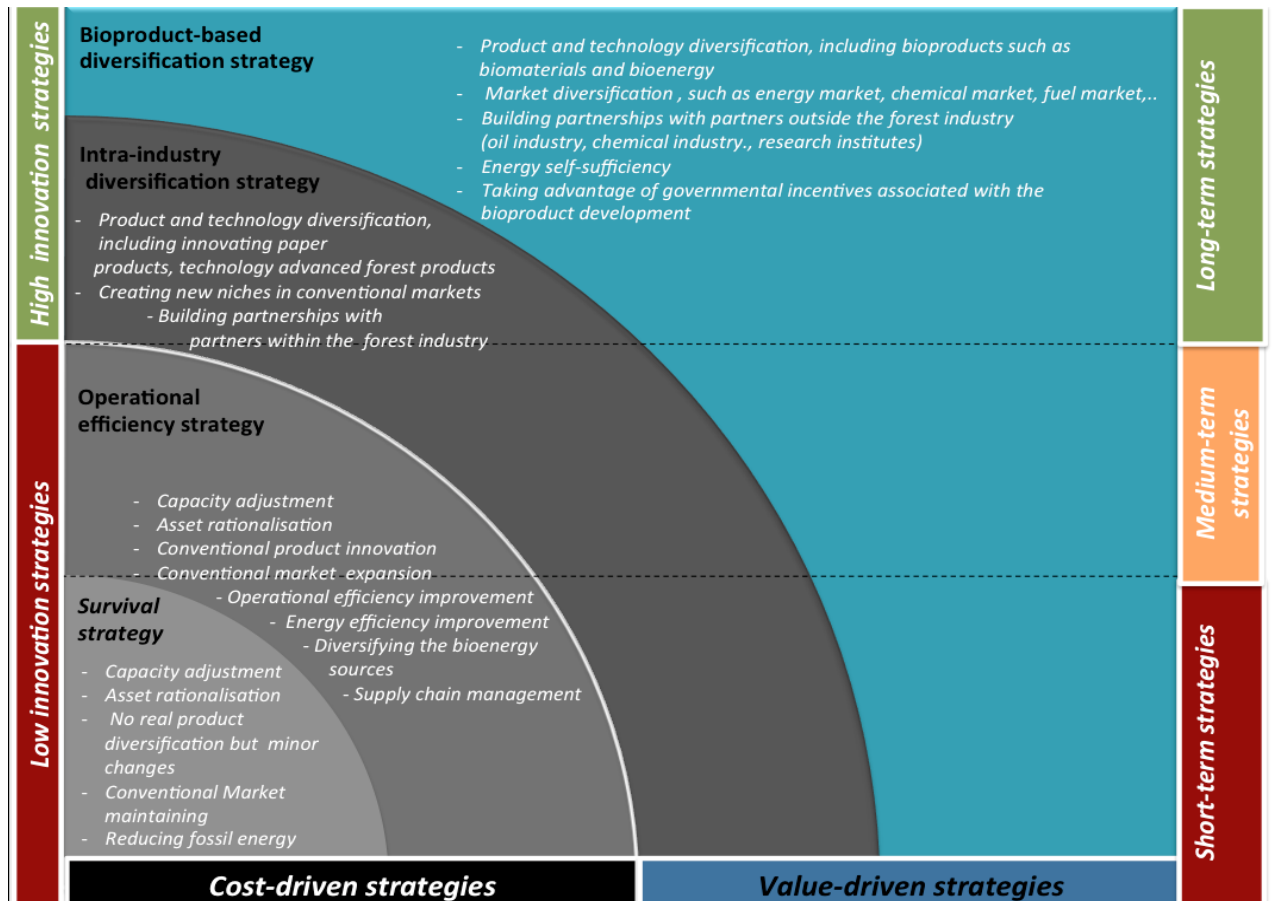 High innovation strategies
Low innovation strategies
Bioproduct-based
diversification strategy
- Product and technology diversification, including bioproducts such as
biomaterials and bioenergy
- Market diversification , such as energy market, chemical market, fuel market,..
- Building partnerships with partners outside the forest industry
(oil industry, chemical industry., research institutes)
- Energy self-sufficiency
- Taking advantage of governmental incentives associated with the
bioproduct development
Intra-industry
diversification strategy
- Product and technology diversification,
including innovating paper
products, technology advanced forest products
- Creating new niches in conventional markets
- Building partnerships with
partners within the forest industry
Operational
efficiency strategy
- Capacity adjustment
- Asset rationalisation
- Conventional product innovation
- Conventional market expansion
- Operational efficiency improvement
- Energy efficiency improvement
- Diversifying the bioenergy
sources
- Supply chain management
Survival
strategy
- Capacity adjustment
- Asset rationalisation
- No real product
diversification but minor
changes
- Conventional Market
maintaining
- Reducing fossil energy
Long-term strategies
Medium-term
strategies
Short-term strategies
Cost-driven strategies
Value-driven strategies